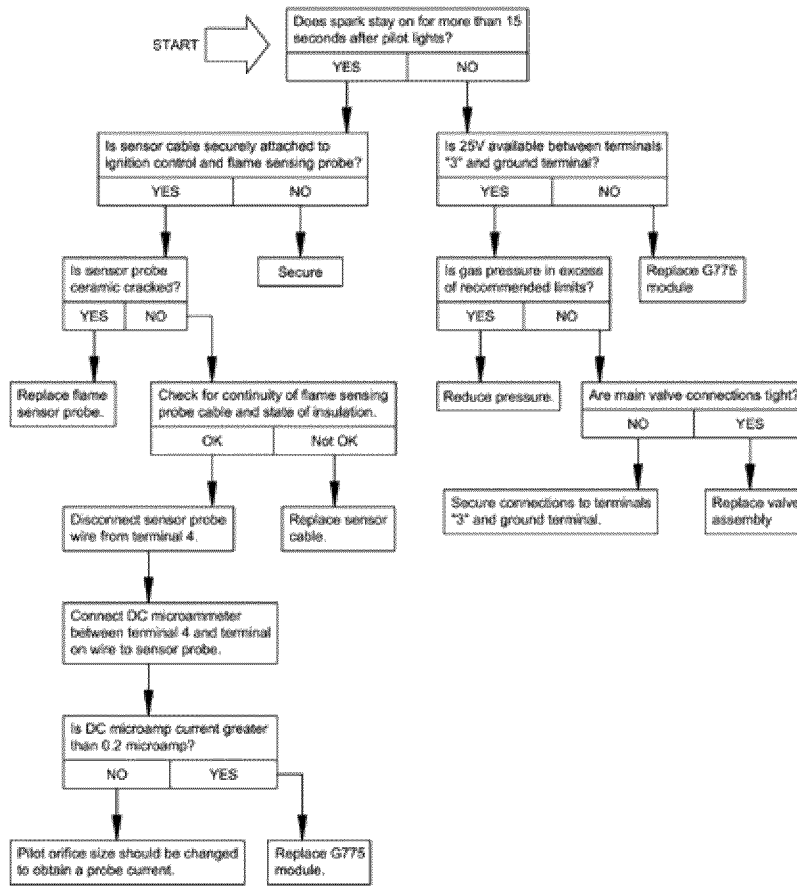 START
Does spark stay on for more than 15
seconds after pilot lights?
YES
NO
Is sensor cable securely attached to
ignition control and flame sensing probe?
YES
NO
Is 25V available between terminals
"3" and ground terminal?
YES
NO
Is sensor probe
ceramic cracked?
YES
NO
Secure
Is gas pressure in excess
of recommended limits?
YES
NO
Replace G775
module
Replace flame
sensor probe.
Check for continuity of flame sensing
probe cable and state of insulation.
OK
Not OK
Reduce pressure.
Are main valve connections tight?
NO
YES
Disconnect sensor probe
wire from terminal 4.
Replace sensor
cable.
Secure connections to terminals
"3" and ground terminal.
Replace valve
assembly
Connect DC microammeter
between terminal 4 and terminal
on wire to sensor probe.
Is DC microamp current greater
than 0.2 microamp?
NO
YES
Pilot orifice size should be changed
to obtain a probe current.
Replace G775
module.